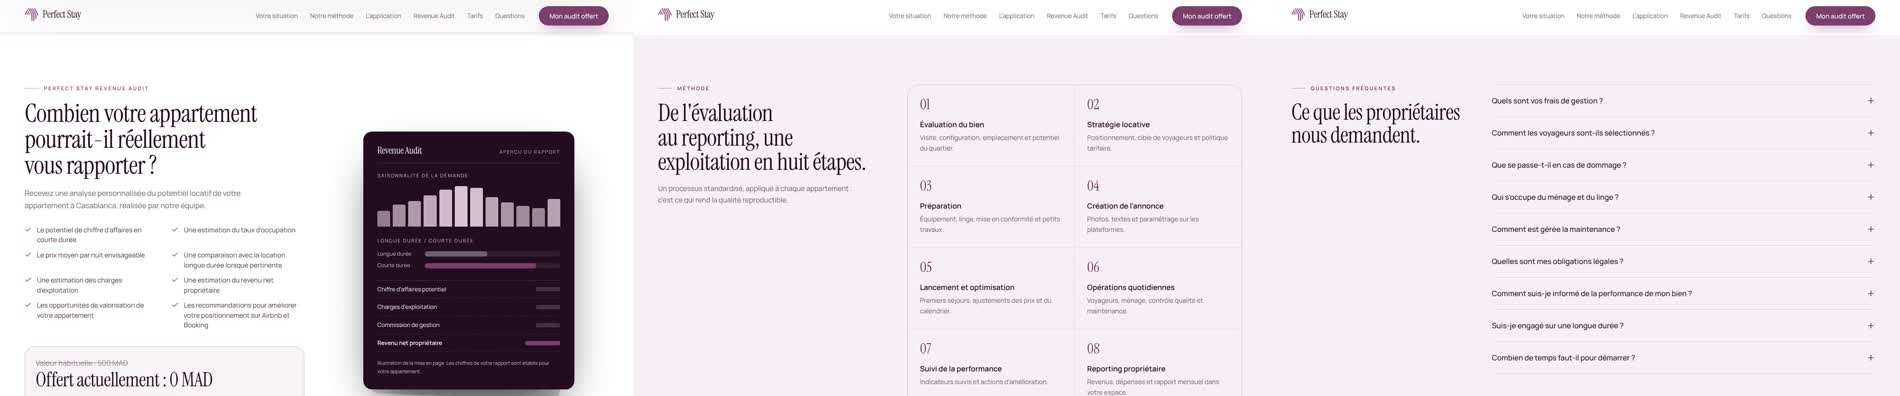 Perfect Stay
Votre situation
Notre méthode
L'application
Revenue Audit
Tarifs
Questions
Mon audit offert
PERFECT STAY REVENUE AUDIT
Combien votre appartement
pourrait-il réellement
vous rapporter ?
Recevez une analyse personnalisée du potentiel locatif de votre
appartement à Casablanca, réalisée par notre équipe.
Le potentiel de chiffre d'affaires en
courte durée
Une estimation du taux d'occupation
Le prix moyen par nuit envisageable
Une comparaison avec la location
longue durée lorsque pertinente
Une estimation des charges
d'exploitation
Une estimation du revenu net
propriétaire
Les opportunités de valorisation de
votre appartement
Les recommandations pour améliorer
votre positionnement sur Airbnb et
Booking
Valeur habituelle : 500 MAD
Offert actuellement : 0 MAD
Revenue Audit
APERÇU DU RAPPORT
SAISONNALITÉ DE LA DEMANDE
LONGUE DURÉE / COURTE DURÉE
Longue durée
Courte durée
Chiffre d'affaires potentiel
Charges d'exploitation
Commission de gestion
Revenu net propriétaire
Illustration de la mise en page. Les chiffres de votre rapport sont établis pour
votre appartement.
Perfect Stay
Votre situation
Notre méthode
L'application
Revenue Audit
Tarifs
Questions
Mon audit offert
MÉTHODE
De l'évaluation
au reporting, une
exploitation en huit étapes.
Un processus standardisé, appliqué à chaque appartement :
c'est ce qui rend la qualité reproductible.
01
Évaluation du bien
Visite, configuration, emplacement et potentiel
du quartier.
02
Stratégie locative
Positionnement, cible de voyageurs et politique
tarifaire.
03
Préparation
Équipement, linge, mise en conformité et petits
travaux.
04
Création de l'annonce
Photos, textes et paramétrage sur les
plateformes.
05
Lancement et optimisation
Premiers séjours, ajustements des prix et du
calendrier.
06
Opérations quotidiennes
Voyageurs, ménage, contrôle qualité et
maintenance.
07
Suivi de la performance
Indicateurs suivis et actions d'amélioration.
08
Reporting propriétaire
Revenus, dépenses et rapport mensuel dans
votre espace.
Perfect Stay
Votre situation
Notre méthode
L'application
Revenue Audit
Tarifs
Questions
Mon audit offert
QUESTIONS FRÉQUENTES
Ce que les propriétaires
nous demandent.
Quels sont vos frais de gestion ?
Comment les voyageurs sont-ils sélectionnés ?
Que se passe-t-il en cas de dommage ?
Qui s'occupe du ménage et du linge ?
Comment est gérée la maintenance ?
Quelles sont mes obligations légales ?
Comment suis-je informé de la performance de mon bien ?
Suis-je engagé sur une longue durée ?
Combien de temps faut-il pour démarrer ?